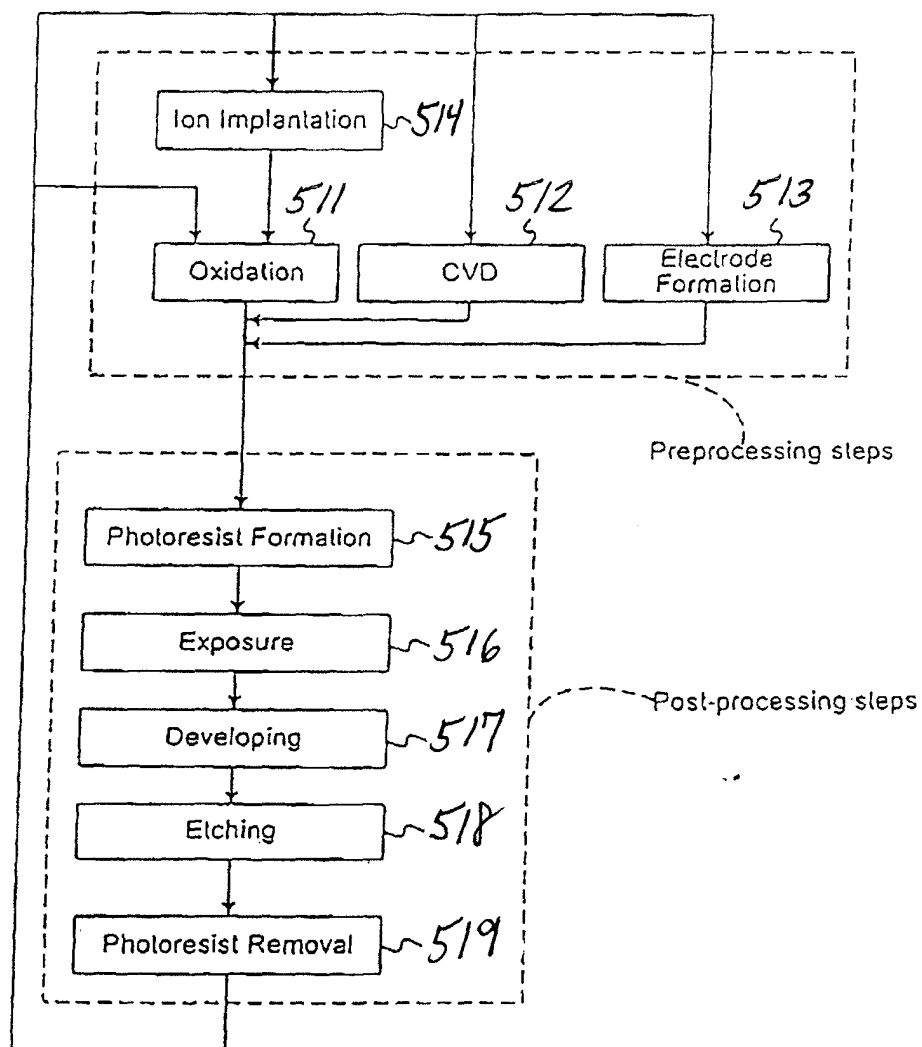 Ion Implantation 514
511 512 513
Oxidation CVD Electrode
Formation
Preprocessing steps
Photoresist Formation 515
Exposure 516
Post-processing steps
Developing 517
Etching 518
Photoresist Removal 519